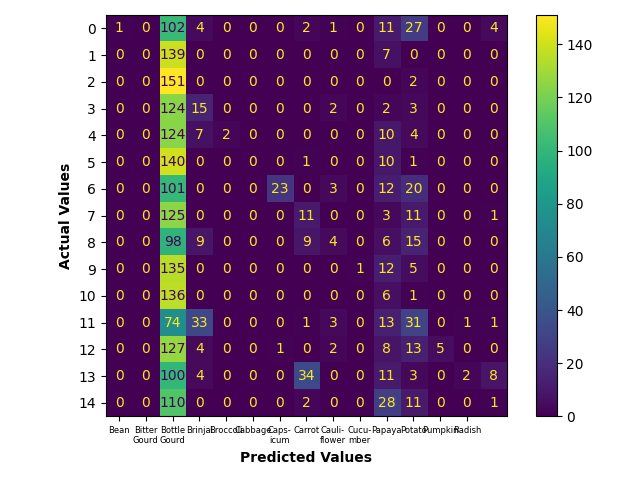 0 1 0 102 4 0 0 0 2 1 0 11 27 0 0 4
1 0 0 139 0 0 0 0 0 0 0 7 0 0 0 0
2 0 0 151 0 0 0 0 0 0 0 0 2 0 0 0
3 0 0 124 15 0 0 0 0 2 0 2 3 0 0 0
4 0 0 124 7 2 0 0 0 0 0 10 4 0 0 0
5 0 0 140 0 0 0 0 1 0 0 10 1 0 0 0
6 0 0 101 0 0 0 23 0 3 0 12 20 0 0 0
7 0 0 125 0 0 0 0 11 0 0 3 11 0 0 1
8 0 0 98 9 0 0 0 9 4 0 6 15 0 0 0
9 0 0 135 0 0 0 0 0 0 1 12 5 0 0 0
10 0 0 136 0 0 0 0 0 0 0 6 1 0 0 0
11 0 0 74 33 0 0 0 1 3 0 13 31 0 1 1
12 0 0 127 4 0 0 1 0 2 0 8 13 5 0 0
13 0 0 100 4 0 0 0 34 0 0 11 3 0 2 8
14 0 0 110 0 0 0 0 2 0 0 28 11 0 0 1
Bean Bitter Bottle Brinjal Broccoli Cabbage Caps- Carrot Cauli- Cucu- Papaya Potato Pumpkin Radish
Gourd Gourd icum flower mber
Predicted Values
Actual Values
140
120
100
80
60
40
20
0